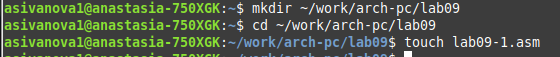 asivanova1@anastasia-750XGK:~$ mkdir ~/work/arch-pc/lab09
asivanova1@anastasia-750XGK:~$ cd ~/work/arch-pc/lab09
asivanova1@anastasia-750XGK:~/work/arch-pc/lab09$ touch lab09-1.asm